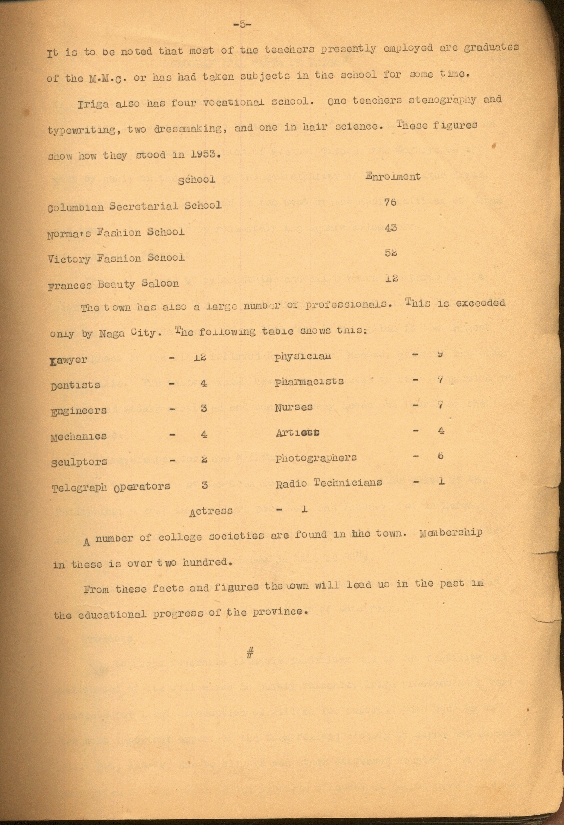 -5-
It is to be noted that most of the teachers presently employed are graduates
of the M.M.C. or has had taken subjects in the school for some time.
Iriga also has four vocational school. One teachers stenography and
typewriting, two dressmaking, and one in hair science. These figures
show how they stood in 1953.
School Enrolment
Columbian Secretarial School 76
Norma's Fashion School 43
Victory Fashion School 52
Frances Beauty Saloon 12
The town has also a large number of professionals. This is exceeded
only by Naga City. The following table shows this:
Lawyer - 12 physician - 9
Dentists - 4 Pharmacists - 7
Engineers - 3 Nurses - 7
Mechanics - 4 Artists - 4
Sculptors - 2 Photographers - 6
Telegraph Operators 3 Radio Technicians - 1
Actress - 1
A number of college societies are found in the town. Membership
in these is over two hundred.
From these facts and figures the town will lead us in the past in
the educational progress of the province.
#